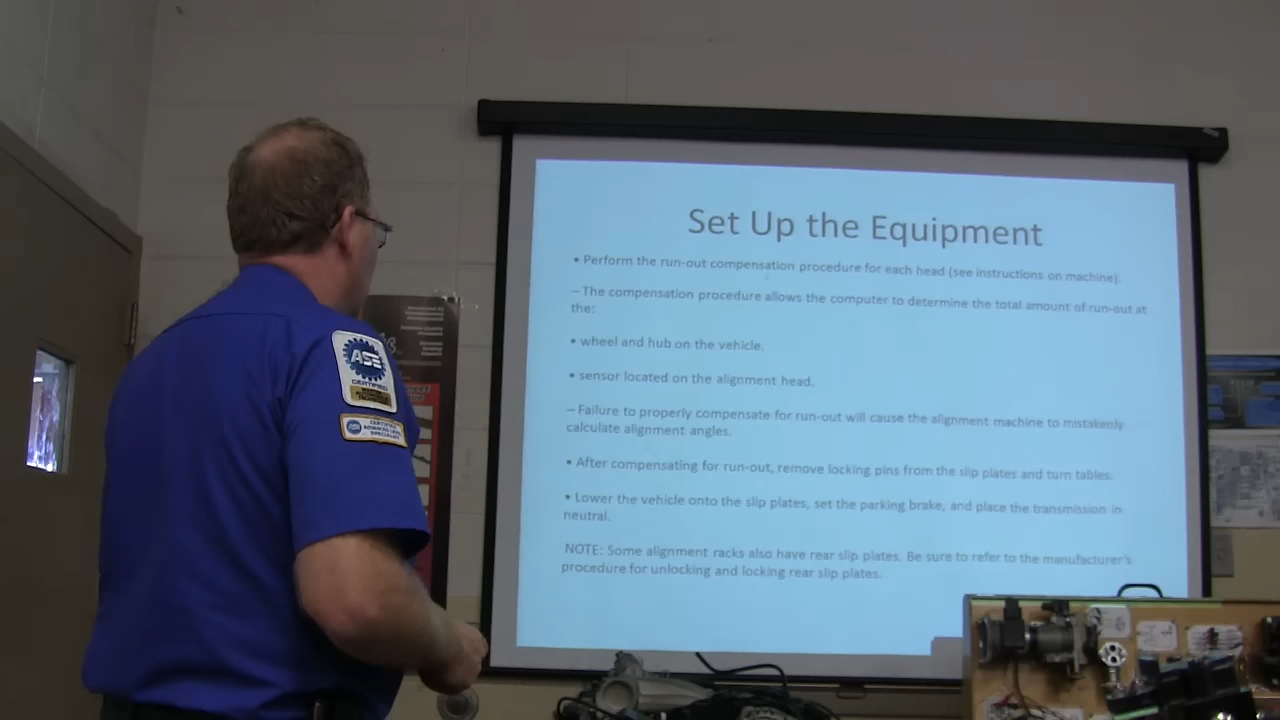 Set Up the Equipment
• Perform the run-out compensation procedure for each head (see instructions on machine).
– The compensation procedure allows the computer to determine the total amount of run-out at
the:
• wheel and hub on the vehicle.
• sensor located on the alignment head.
– Failure to properly compensate for run-out will cause the alignment machine to mistakenly
calculate alignment angles.
• After compensating for run-out, remove locking pins from the slip plates and turn tables.
• Lower the vehicle onto the slip plates, set the parking brake, and place the transmission in
neutral.
NOTE: Some alignment racks also have rear slip plates. Be sure to refer to the manufacturer's
procedure for unlocking and locking rear slip plates.
ASE
CERTIFIED
CERTIFIED
ADVANCED LEVEL
SPECIALIST